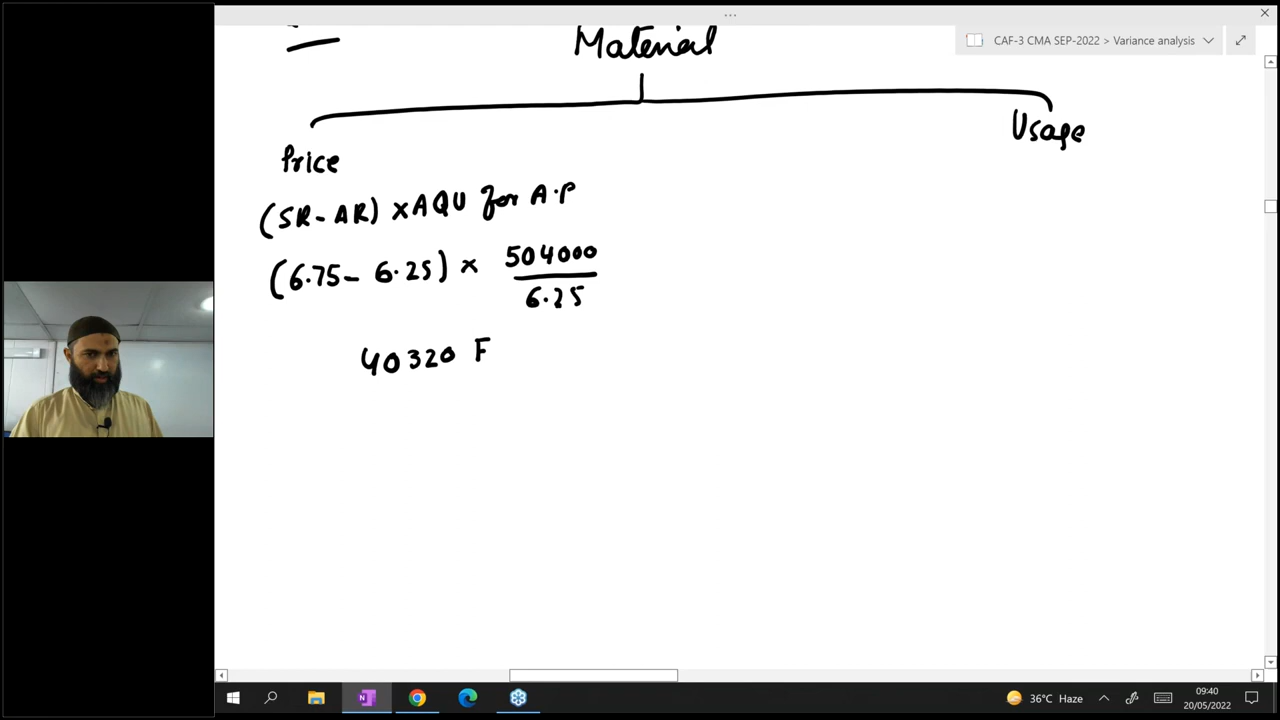 CAF-3 CMA SEP-2022 > Variance analysis
Material
Price
Usage
(SR - AR) × AQU for A.P
(6.75 - 6.25) × 504000
6.25
40320 F
36°C Haze
09:40
20/05/2022